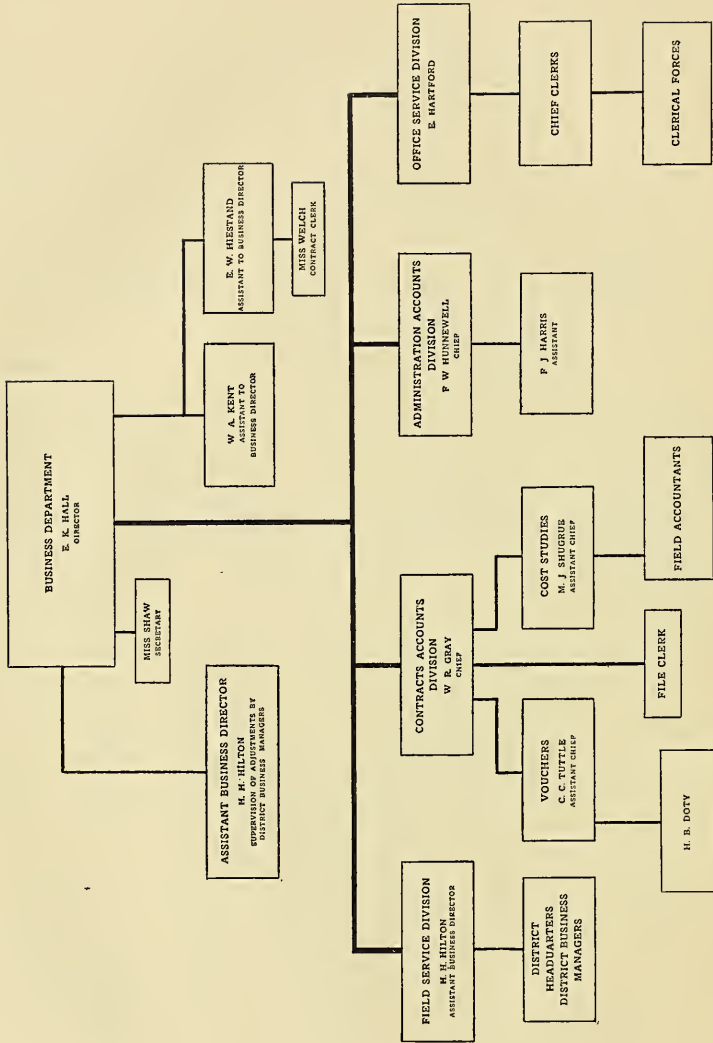 BUSINESS DEPARTMENT
E. K. HALL
DIRECTOR
MISS SHAW
SECRETARY
ASSISTANT BUSINESS DIRECTOR
H. H. HILTON
SUPERVISION OF ADJUSTMENTS BY
DISTRICT BUSINESS MANAGERS
W A. KENT
ASSISTANT TO
BUSINESS DIRECTOR
E. W. HIESTAND
ASSISTANT TO BUSINESS DIRECTOR
MISS WELCH
CONTRACT CLERK
FIELD SERVICE DIVISION
H. H. HILTON
ASSISTANT BUSINESS DIRECTOR
DISTRICT
HEADUARTERS
DISTRICT BUSINESS
MANAGERS
CONTRACTS ACCOUNTS
DIVISION
W R. GRAY
CHIEF
VOUCHERS
C. C. TUTTLE
ASSISTANT CHIEF
H. B. DOTY
FILE CLERK
COST STUDIES
M. J. SHUGRUE
ASSISTANT CHIEF
FIELD ACCOUNTANTS
ADMINISTRATION ACCOUNTS
DIVISION
F W HUNNEWELL
CHIEF
F J HARRIS
ASSISTANT
OFFICE SERVICE DIVISION
E. HARTFORD
CHIEF CLERKS
CLERICAL FORCES